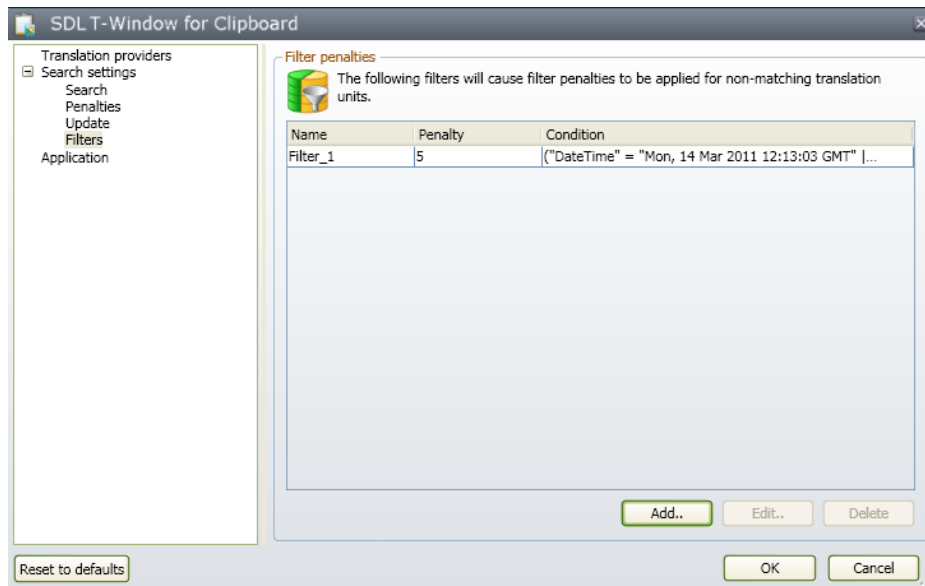 SDL T-Window for Clipboard
Translation providers
Search settings
Search
Penalties
Update
Filters
Application
Filter penalties
The following filters will cause filter penalties to be applied for non-matching translation
units.
Name Penalty Condition
Filter_1 5 ("DateTime" = "Mon, 14 Mar 2011 12:13:03 GMT" |...
Add.. Edit.. Delete
Reset to defaults OK Cancel